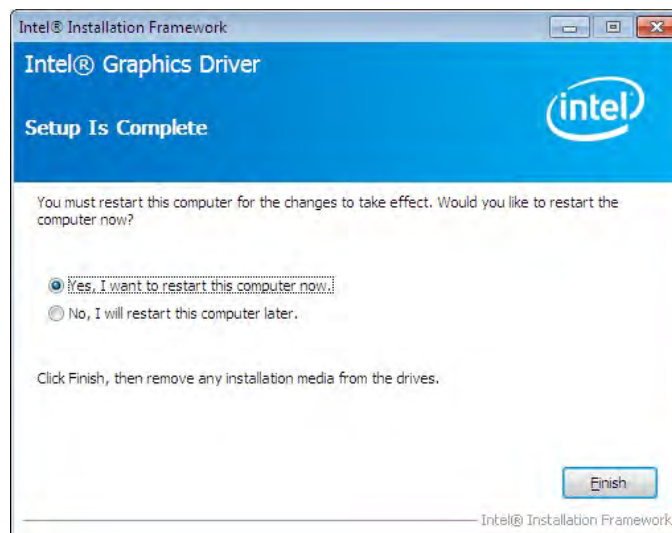 Intel® Installation Framework
Intel® Graphics Driver
intel
Setup Is Complete
You must restart this computer for the changes to take effect. Would you like to restart the
computer now?
Yes, I want to restart this computer now.
No, I will restart this computer later.
Click Finish, then remove any installation media from the drives.
Finish
Intel® Installation Framework